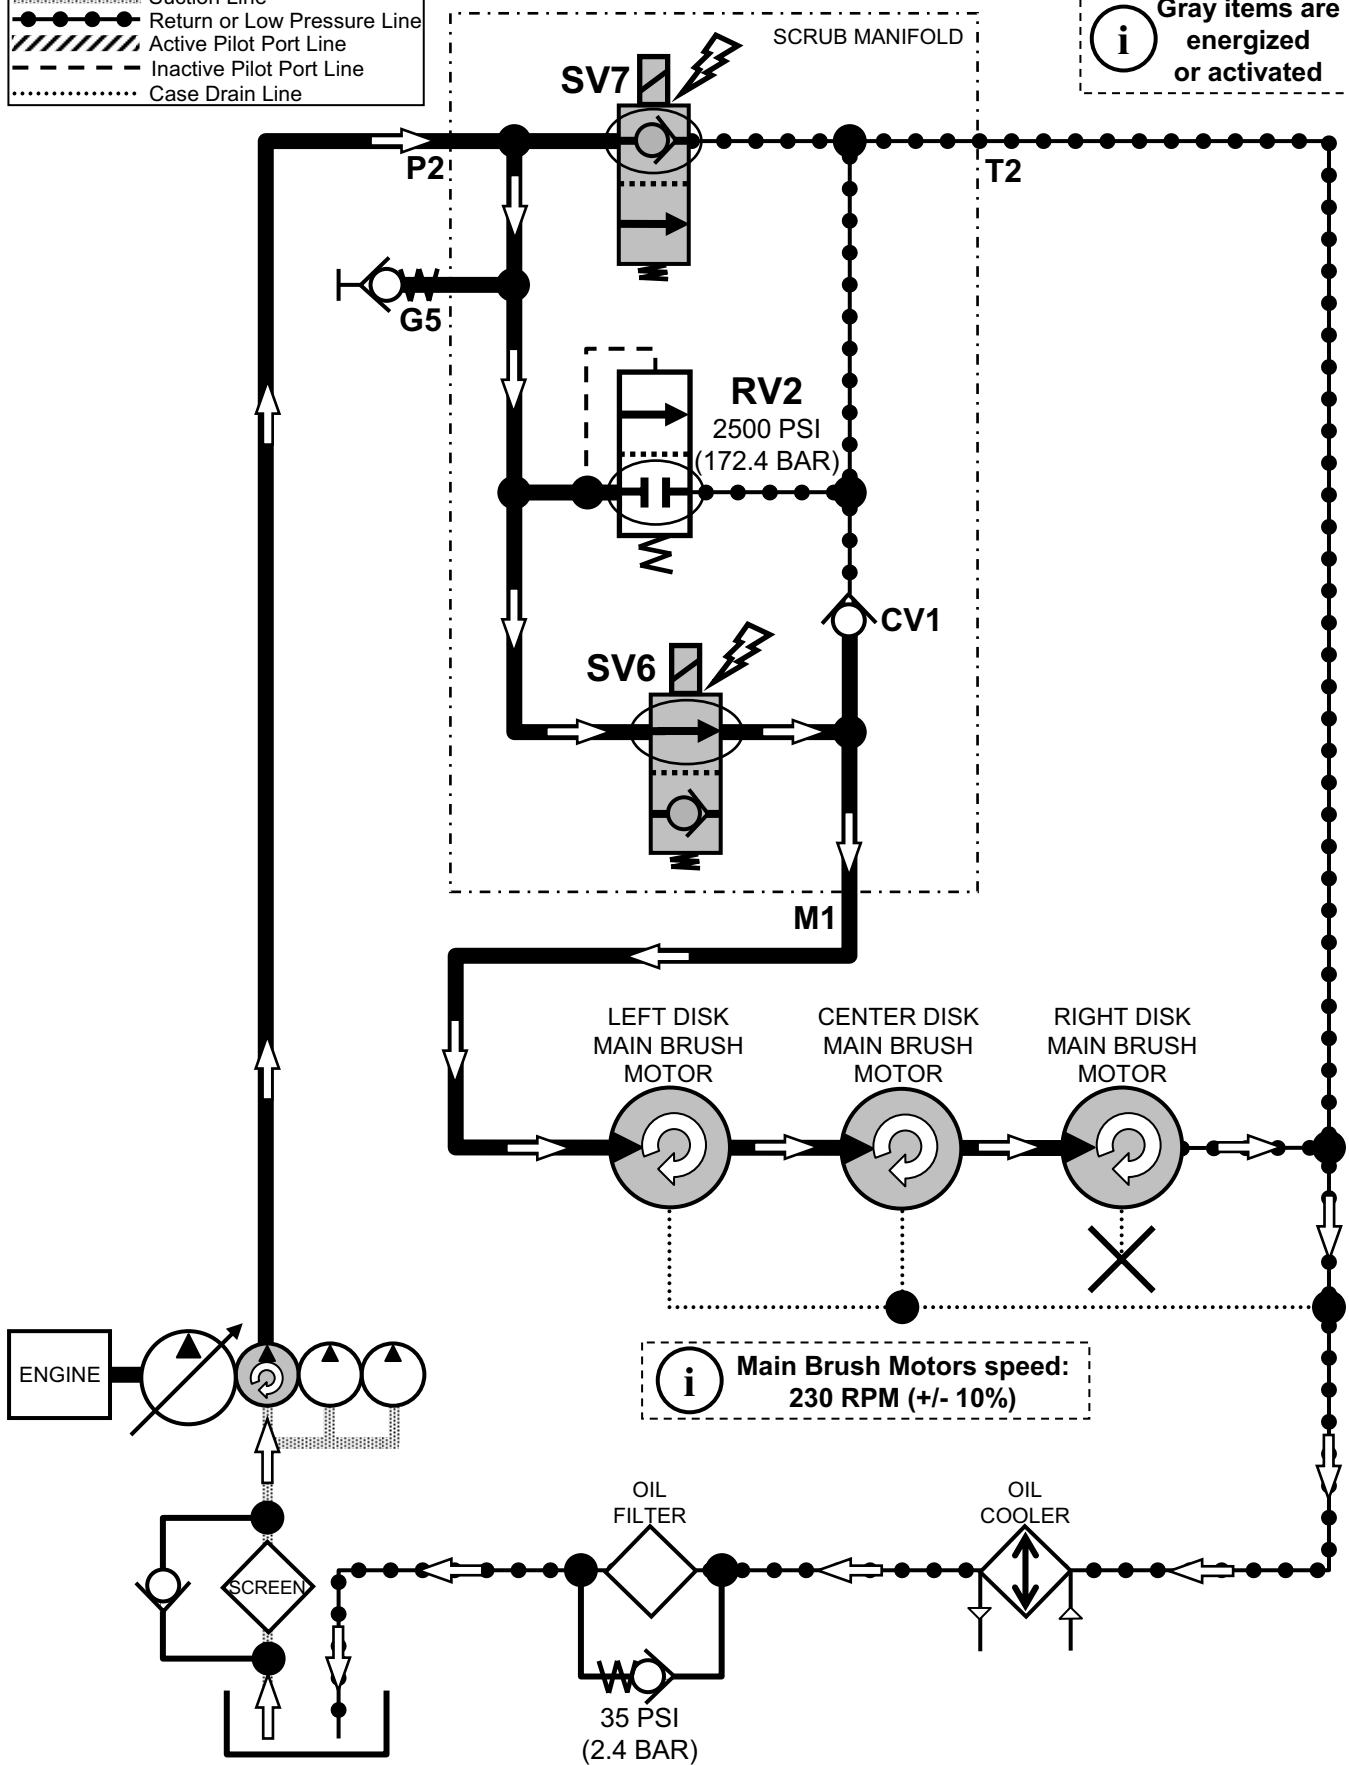 Suction Line
Return or Low Pressure Line
Active Pilot Port Line
Inactive Pilot Port Line
Case Drain Line
SCRUB MANIFOLD
i
Gray items are
energized
or activated
SV7
P2
T2
G5
RV2
2500 PSI
(172.4 BAR)
CV1
SV6
M1
LEFT DISK
MAIN BRUSH
MOTOR
CENTER DISK
MAIN BRUSH
MOTOR
RIGHT DISK
MAIN BRUSH
MOTOR
ENGINE
i
Main Brush Motors speed:
230 RPM (+/- 10%)
OIL
FILTER
OIL
COOLER
SCREEN
35 PSI
(2.4 BAR)